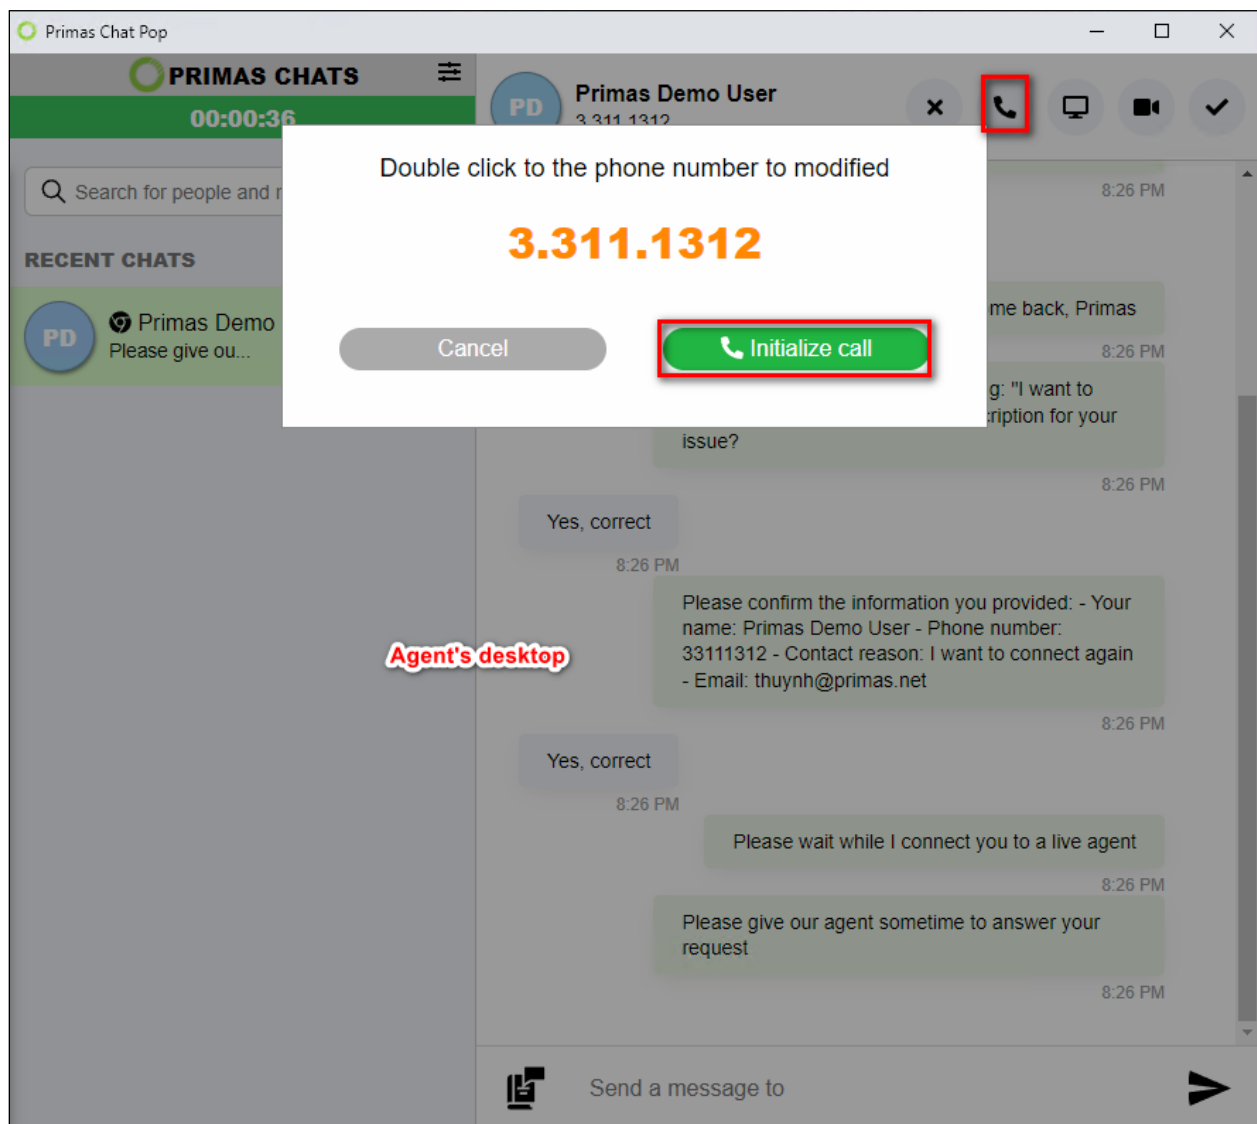 Primas Chat Pop
PRIMAS CHATS
00:00:36
PD
Primas Demo User
3.311.1312
Search for people and
RECENT CHATS
PD
Primas Demo
Please give ou...
Double click to the phone number to modified
3.311.1312
Cancel
Initialize call
8:26 PM
me back, Primas
8:26 PM
g: "I want to
cription for your
issue?
8:26 PM
Yes, correct
8:26 PM
Please confirm the information you provided: - Your
name: Primas Demo User - Phone number:
33111312 - Contact reason: I want to connect again
- Email: thuynh@primas.net
8:26 PM
Agent's desktop
Yes, correct
8:26 PM
Please wait while I connect you to a live agent
8:26 PM
Please give our agent sometime to answer your
request
8:26 PM
Send a message to